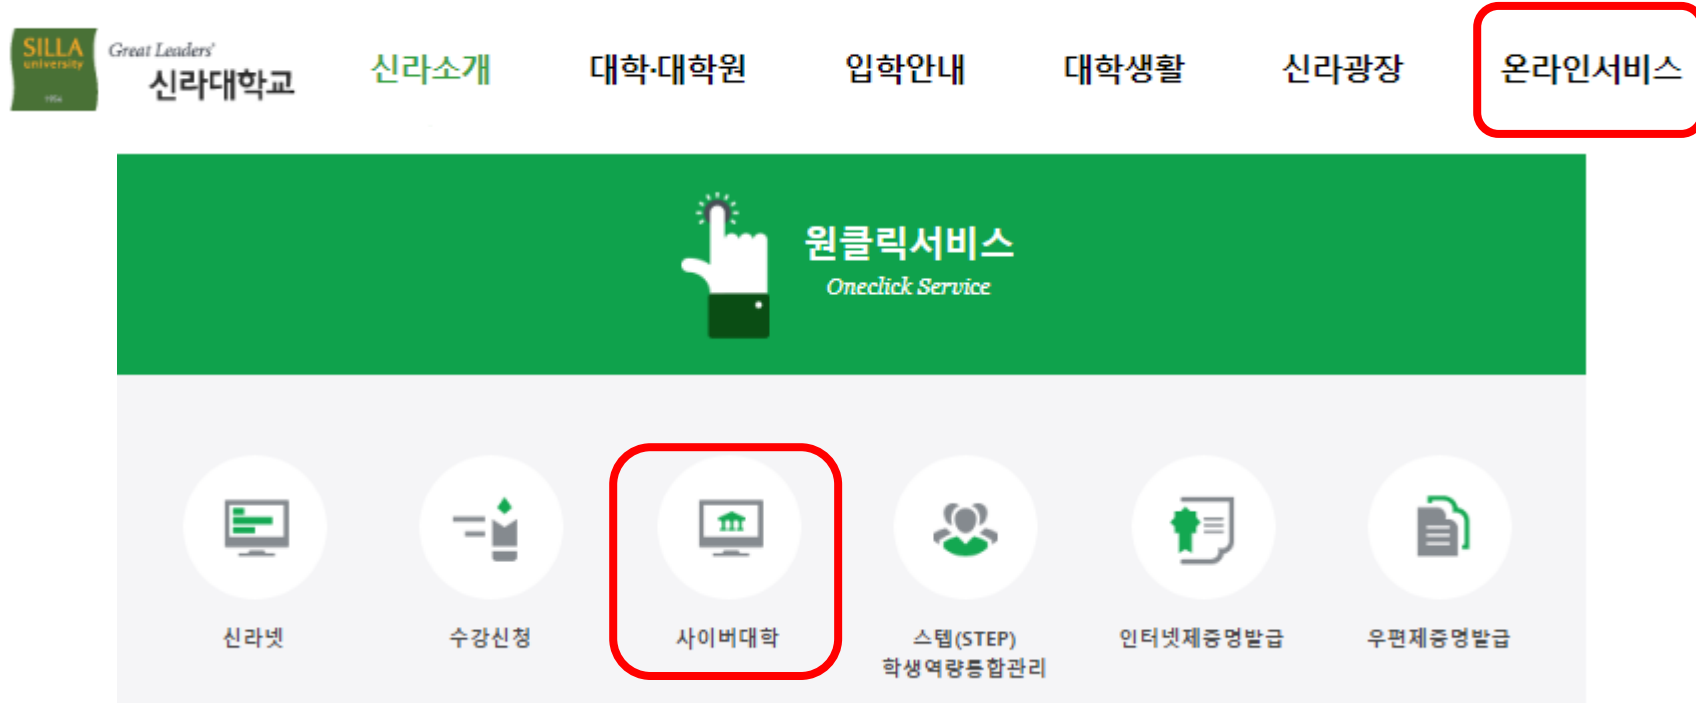 SILLA
university
1954
Great Leaders'
신라대학교
신라소개
대학·대학원
입학안내
대학생활
신라광장
온라인서비스
원클릭서비스
Oneclick Service
신라넷
수강신청
사이버대학
스텝(STEP)
학생역량통합관리
인터넷제증명발급
우편제증명발급